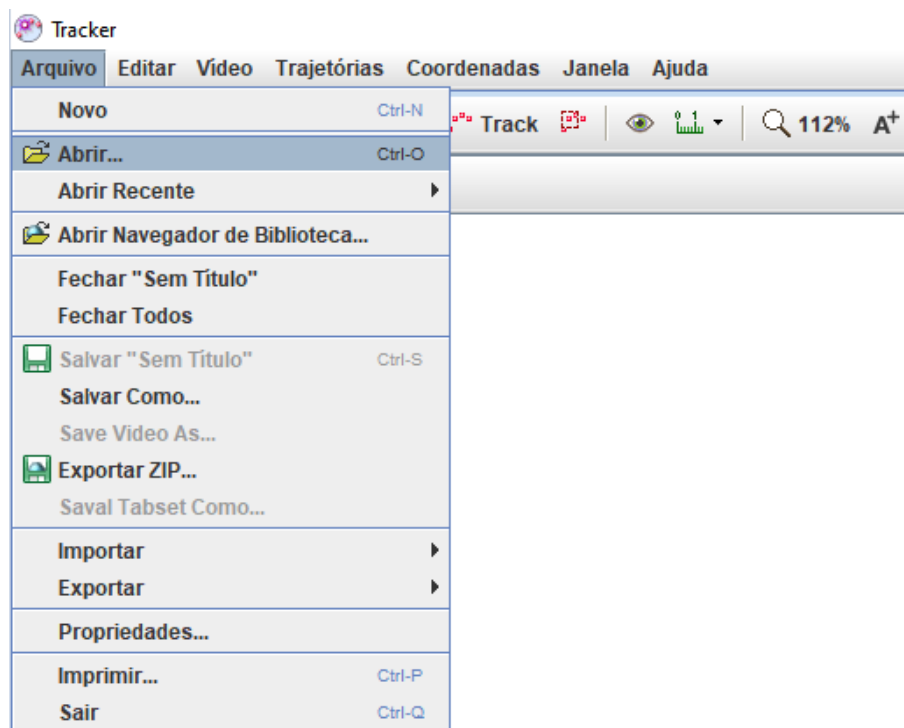 Tracker
Arquivo Editar Vídeo Trajetórias Coordenadas Janela Ajuda
Novo Ctrl-N
Track 112% A+
Abrir... Ctrl-O
Abrir Recente
Abrir Navegador de Biblioteca...
Fechar "Sem Título"
Fechar Todos
Salvar "Sem Título" Ctrl-S
Salvar Como...
Save Video As...
Exportar ZIP...
Saval Tabset Como...
Importar
Exportar
Propriedades...
Imprimir... Ctrl-P
Sair Ctrl-Q